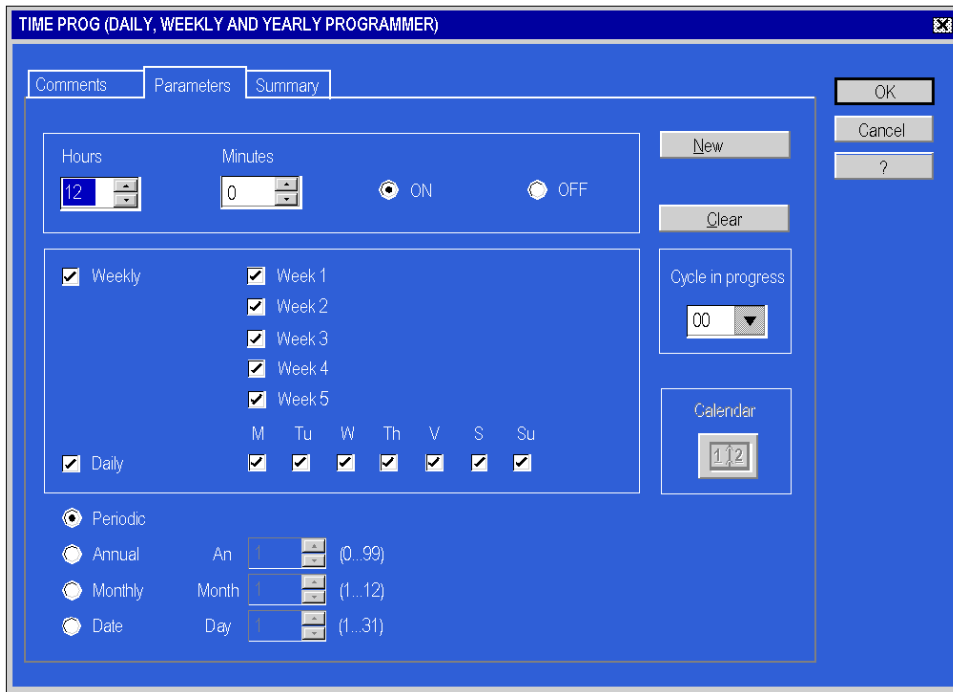 TIME PROG (DAILY, WEEKLY AND YEARLY PROGRAMMER)
Comments Parameters Summary
OK
Cancel
?
Hours Minutes
12 0 ON OFF
New
Clear
Weekly Week 1
Week 2
Week 3
Week 4
Week 5
M Tu W Th V S Su
Daily
Cycle in progress
00
Calendar
1 2
Periodic
Annual An 1 (0...99)
Monthly Month 1 (1...12)
Date Day 1 (1...31)